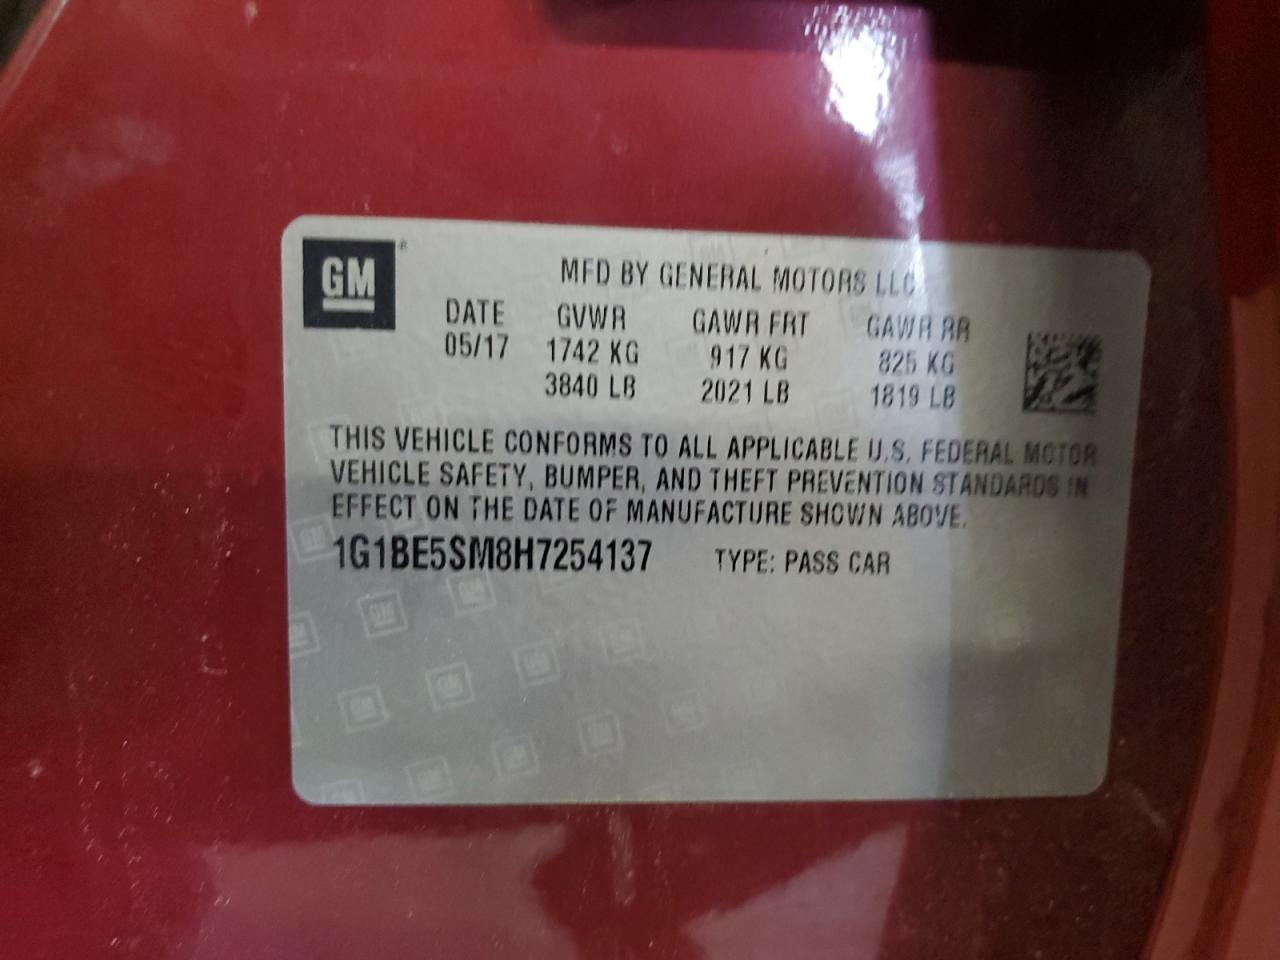 GM
MFD BY GENERAL MOTORS LLC
DATE GVWR GAWR FRT GAWR RR
05/17 1742 KG 917 KG 825 KG
3840 LB 2021 LB 1819 LB
THIS VEHICLE CONFORMS TO ALL APPLICABLE U.S. FEDERAL MOTOR
VEHICLE SAFETY, BUMPER, AND THEFT PREVENTION STANDARDS IN
EFFECT ON THE DATE OF MANUFACTURE SHOWN ABOVE.
1G1BE5SM8H7254137 TYPE: PASS CAR